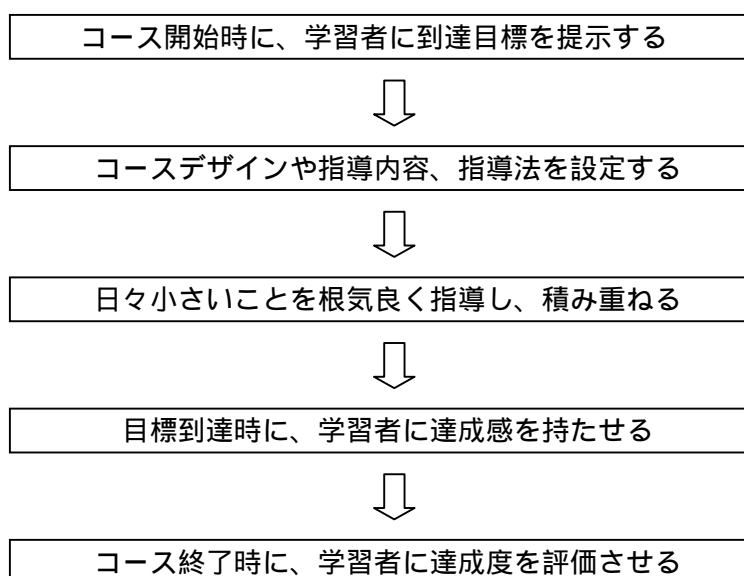 コース開始時に、学習者に到達目標を提示する
コースデザインや指導内容、指導法を設定する
日々小さいことを根気良く指導し、積み重ねる
目標到達時に、学習者に達成感を持たせる
コース終了時に、学習者に達成度を評価させる